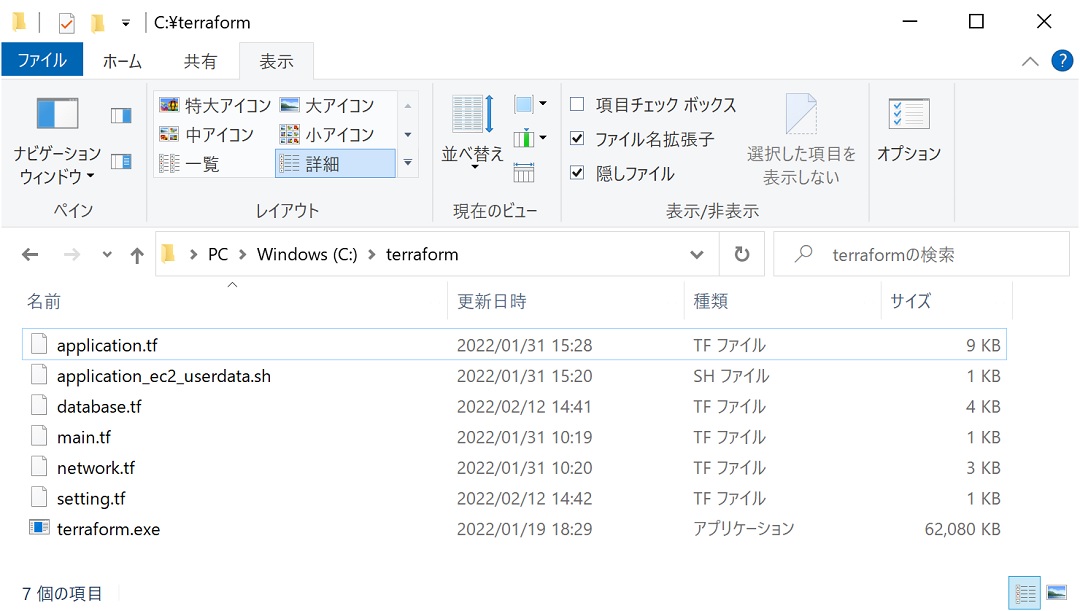 C:¥terraform
ファイル ホーム 共有 表示 ?
特大アイコン 大アイコン
中アイコン 小アイコン
一覧 詳細
ナビゲーション
ウィンドウ
並べ替え
項目チェック ボックス
ファイル名拡張子
隠しファイル
選択した項目を
表示しない
オプション
ペイン レイアウト 現在のビュー 表示/非表示
PC Windows (C:) terraform terraformの検索
名前 更新日時 種類 サイズ
application.tf 2022/01/31 15:28 TF ファイル 9 KB
application_ec2_userdata.sh 2022/01/31 15:20 SH ファイル 1 KB
database.tf 2022/02/12 14:41 TF ファイル 4 KB
main.tf 2022/01/31 10:19 TF ファイル 1 KB
network.tf 2022/01/31 10:20 TF ファイル 3 KB
setting.tf 2022/02/12 14:42 TF ファイル 1 KB
terraform.exe 2022/01/19 18:29 アプリケーション 62,080 KB
7 個の項目